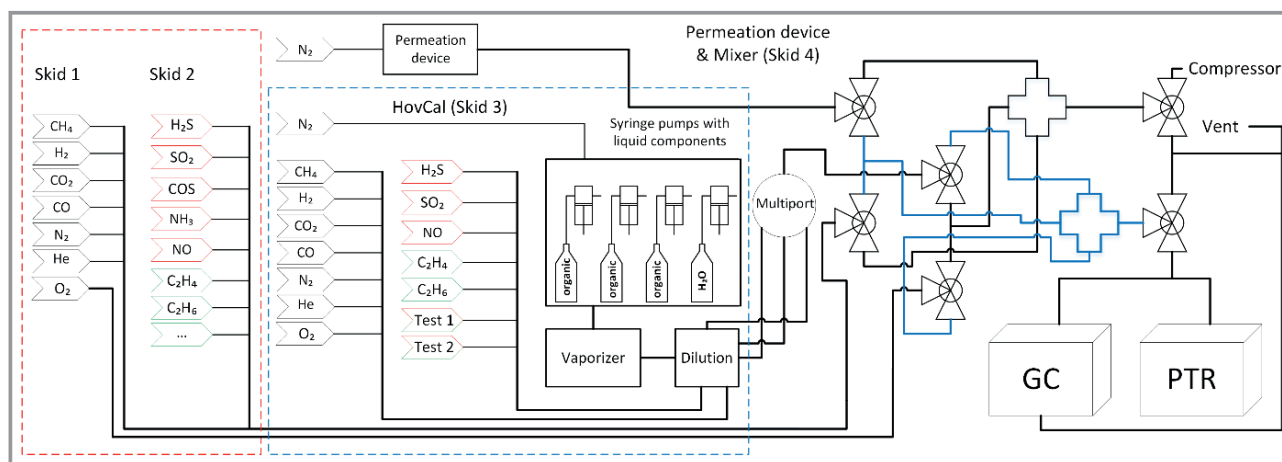 Skid 1
CH₄
H₂
CO₂
CO
N₂
He
O₂
Skid 2
H₂S
SO₂
COS
NH₃
NO
C₂H₄
C₂H₆
...
N₂
Permeation
device
Permeation device
& Mixer (Skid 4)
HovCal (Skid 3)
N₂
CH₄
H₂
CO₂
CO
N₂
He
O₂
H₂S
SO₂
NO
C₂H₄
C₂H₆
Test 1
Test 2
Syringe pumps with
liquid components
organic
organic
organic
H₂O
Vaporizer
Dilution
Multiport
Compressor
Vent
GC
PTR